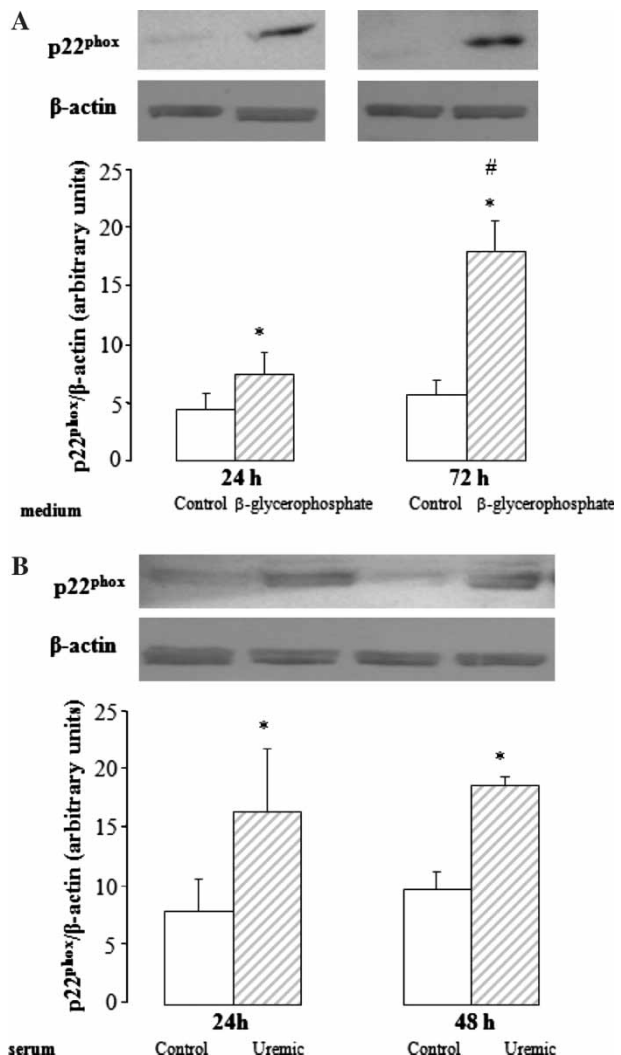 A
p22phox
β-actin
p22phox/β-actin (arbitrary units)
25
20
15
10
5
0
*
#
*
24 h
72 h
medium
Control β-glycerophosphate
Control β-glycerophosphate
B
p22phox
β-actin
p22phox/β-actin (arbitrary units)
25
20
15
10
5
0
*
*
24h
48 h
serum
Control Uremic
Control Uremic